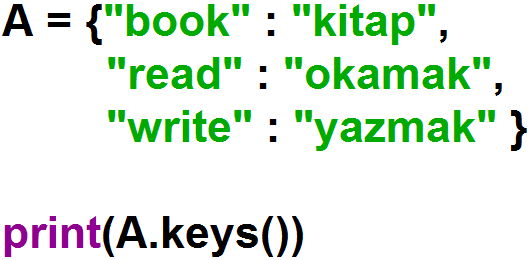 A = {"book" : "kitap",
"read" : "okamak",
"write" : "yazmak" }
print(A.keys())